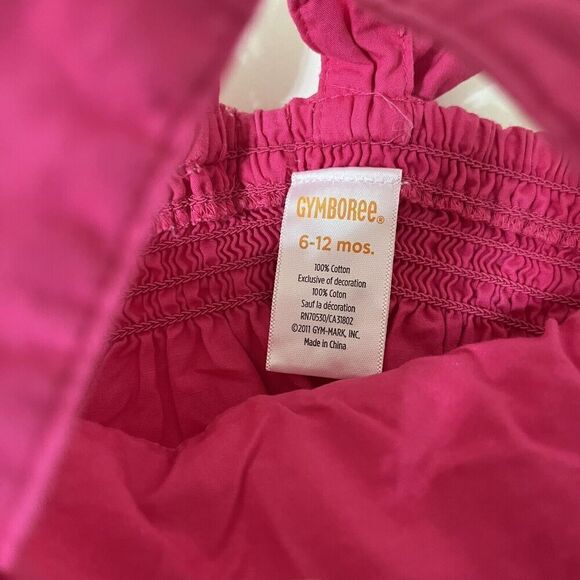 GYMBOREE®
6-12 mos.
100% Cotton
Exclusive of decoration
100% Coton
Sauf la décoration
RN70530/CA31802
©2011 GYM-MARK, INC.
Made in China